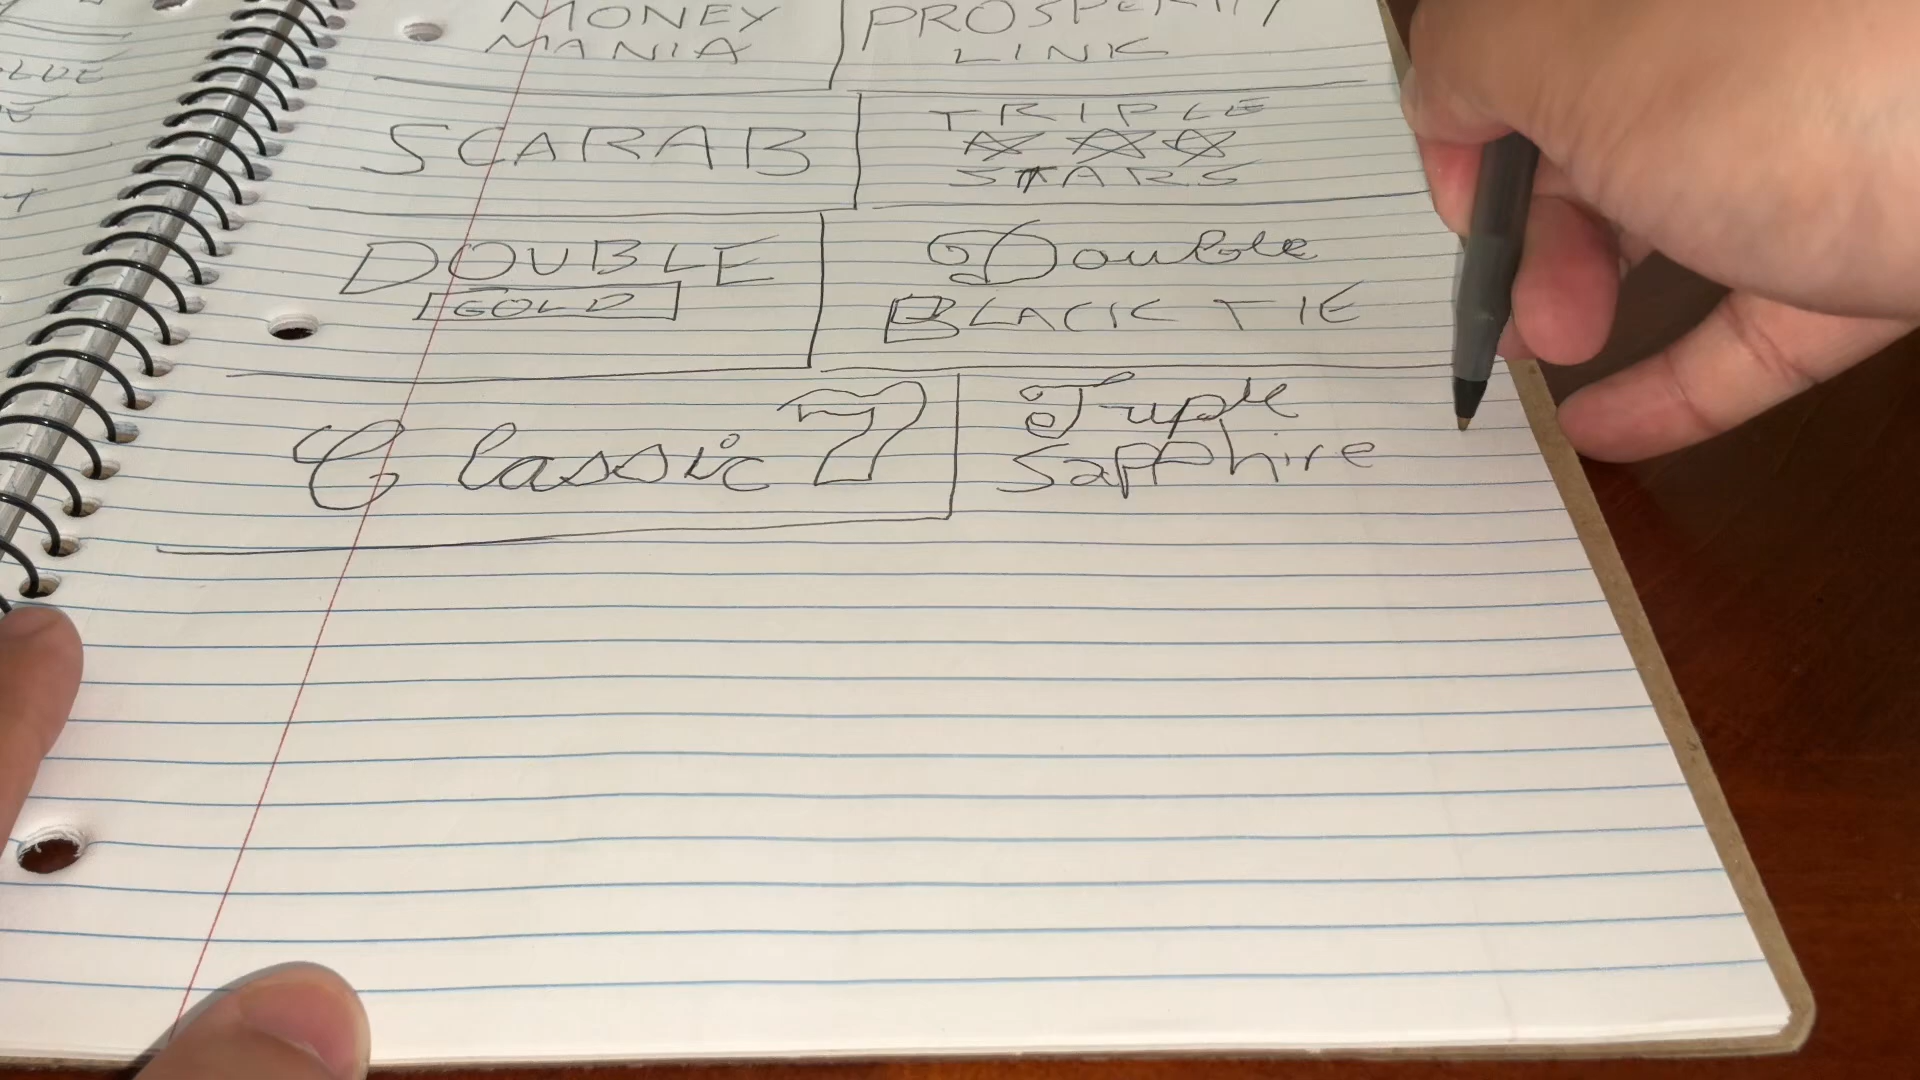 MONEY
MANIA
PROSPERITY
LINK
SCARAB
TRIPLE
STARS
DOUBLE
GOLD
Double
BLACK TIE
Classic 7
Triple
Sapphire